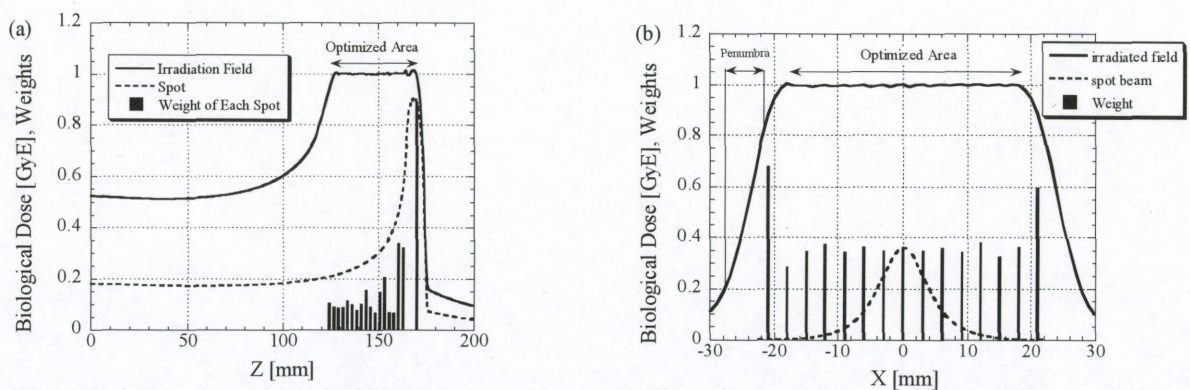 (a)
Biological Dose [GyE], Weights
1.2
1
0.8
0.6
0.4
0.2
0
Optimized Area
Irradiation Field
Spot
Weight of Each Spot
0 50 100 150 200
Z [mm]
(b)
Biological Dose [GyE], Weights
1.2
1
0.8
0.6
0.4
0.2
0
Penumbra
Optimized Area
irradiated field
spot beam
Weight
-30 -20 -10 0 10 20 30
X [mm]